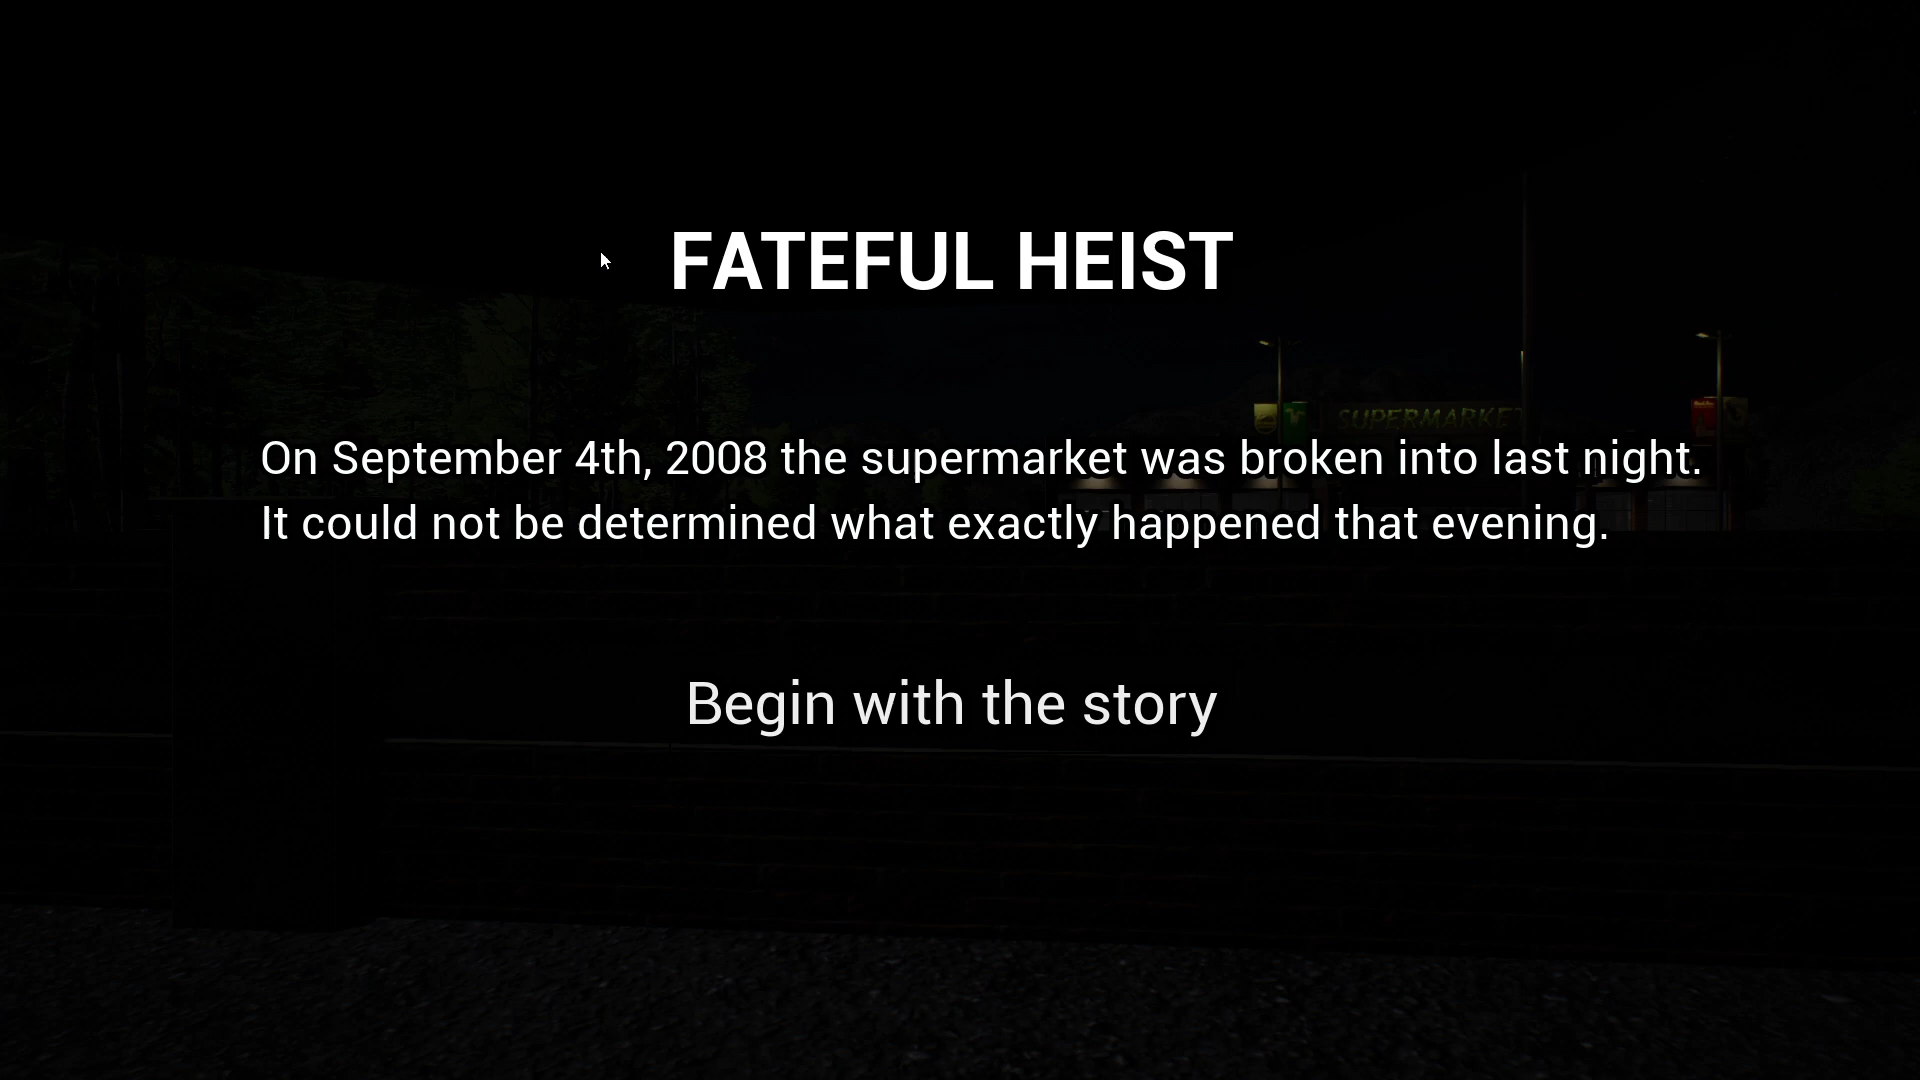 FATEFUL HEIST
SUPERMARKET
On September 4th, 2008 the supermarket was broken into last night.
It could not be determined what exactly happened that evening.
Begin with the story